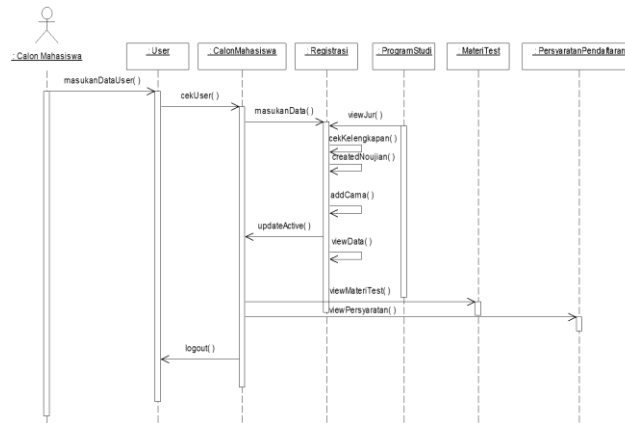 : Calon Mahasiswa
: User
: CalonMahasiswa
: Registrasi
: ProgramStudi
: MateriTest
: PersyaratanPendaftaran
masukanDataUser( )
cekUser( )
masukanData( )
viewJur( )
cekKelengkapan( )
createdNoujian( )
addCama( )
updateActive( )
viewData( )
viewMateriTest( )
viewPersyaratan( )
logout( )